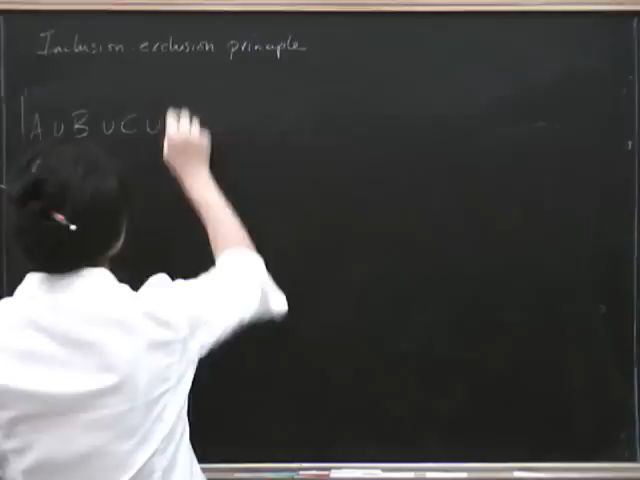 Inclusion-exclusion principle
|A ∪ B ∪ C ∪